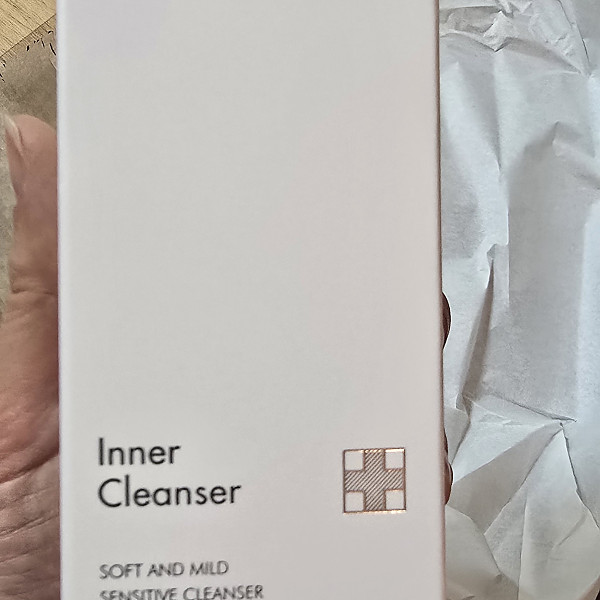 Inner
Cleanser
SOFT AND MILD
SENSITIVE CLEANSER